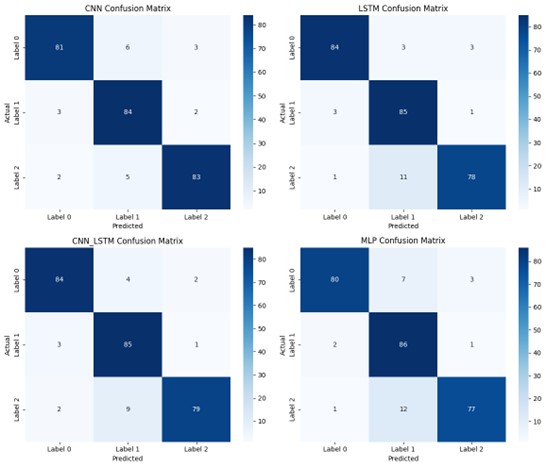 CNN Confusion Matrix
Label 0 81 6 3
Label 1 3 84 2
Label 2 2 5 83
Label 0 Label 1 Label 2
Predicted
Actual
80
70
60
50
40
30
20
10
LSTM Confusion Matrix
Label 0 84 3 3
Label 1 3 85 1
Label 2 1 11 78
Label 0 Label 1 Label 2
Predicted
Actual
80
70
60
50
40
30
20
10
CNN_LSTM Confusion Matrix
Label 0 84 4 2
Label 1 3 85 1
Label 2 2 9 79
Label 0 Label 1 Label 2
Predicted
Actual
80
70
60
50
40
30
20
10
MLP Confusion Matrix
Label 0 80 7 3
Label 1 2 86 1
Label 2 1 12 77
Label 0 Label 1 Label 2
Predicted
Actual
80
70
60
50
40
30
20
10